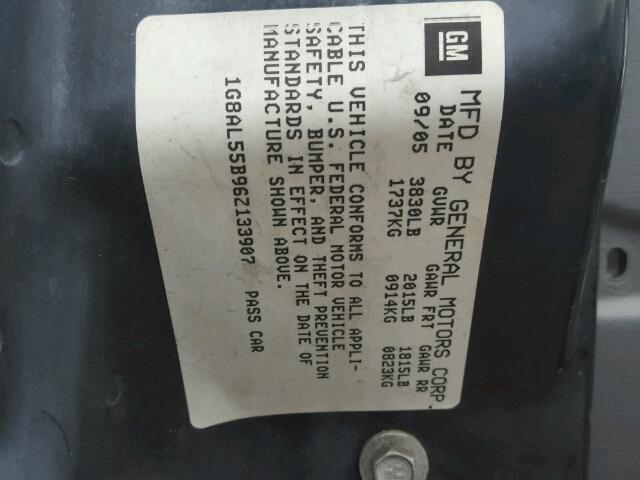 GM
MFD BY GENERAL MOTORS CORP.
DATE GVWR GAWR FRT GAWR RR
09/05 3830LB 2015LB 1815LB
1737KG 0914KG 0823KG
THIS VEHICLE CONFORMS TO ALL APPLI-
CABLE U.S. FEDERAL MOTOR VEHICLE
SAFETY, BUMPER, AND THEFT PREVENTION
STANDARDS IN EFFECT ON THE DATE OF
MANUFACTURE SHOWN ABOVE.
1G8AL55B96Z133907 PASS CAR